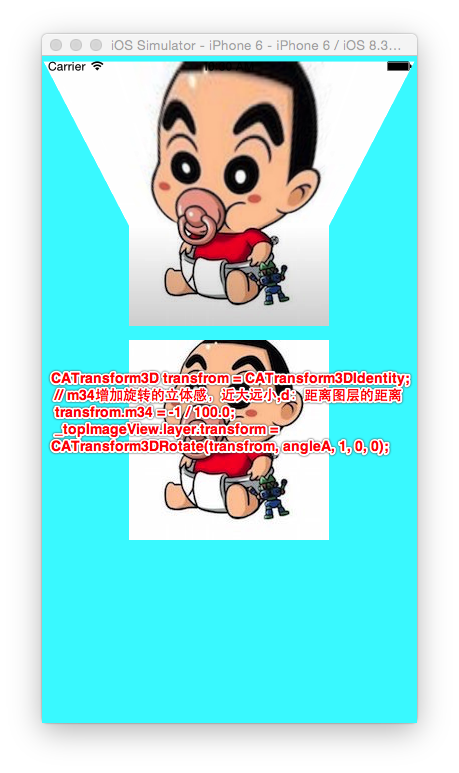 iOS Simulator - iPhone 6 - iPhone 6 / iOS 8.3...
Carrier
CATransform3D transfrom = CATransform3DIdentity;
// m34增加旋转的立体感，近大远小,d：距离图层的距离
transfrom.m34 = -1 / 100.0;
_topImageView.layer.transform =
CATransform3DRotate(transfrom, angleA, 1, 0, 0);